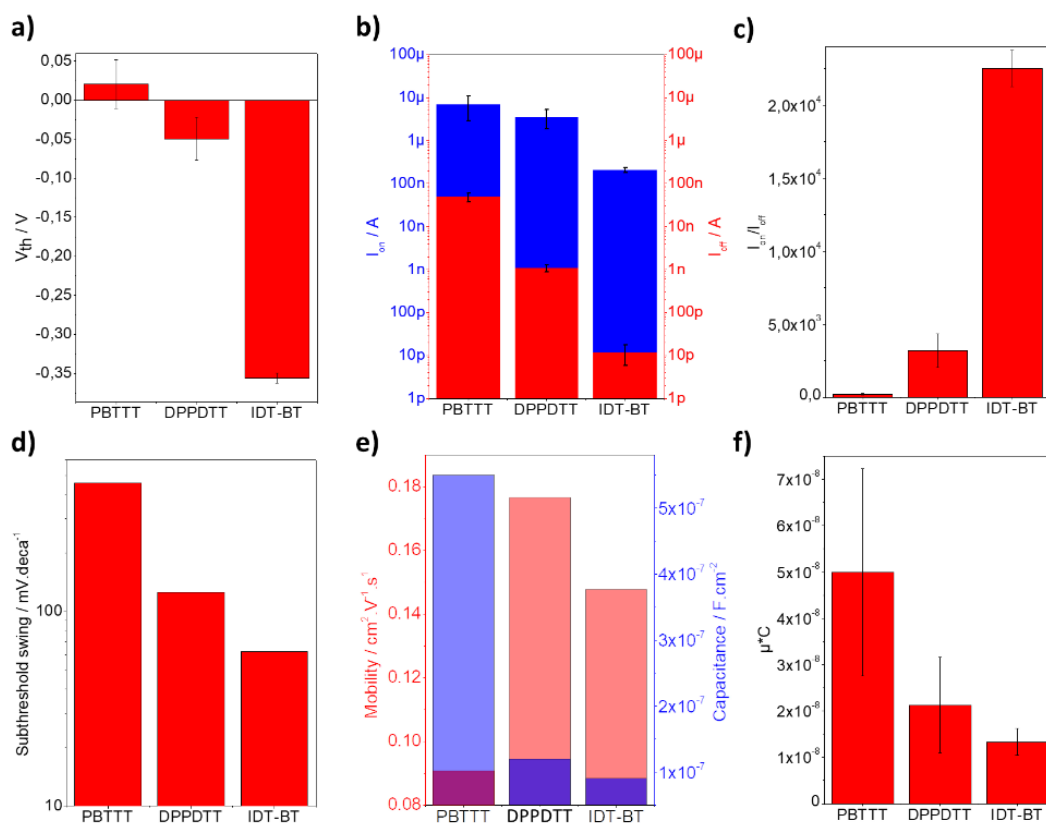 a)
0,05
0,00
-0,05
-0,10
-0,15
-0,20
-0,25
-0,30
-0,35
V_th / V
PBTTT DPPDTT IDT-BT
b)
100µ
10µ
1µ
100n
10n
1n
100p
10p
1p
I_on / A
100µ
10µ
1µ
100n
10n
1n
100p
10p
1p
I_off / A
PBTTT DPPDTT IDT-BT
c)
2,0x10⁴
1,5x10⁴
1,0x10⁴
5,0x10³
0,0
I_on/I_off
PBTTT DPPDTT IDT-BT
d)
100
10
Subthreshold swing / mV.deca⁻¹
PBTTT DPPDTT IDT-BT
e)
0.18
0.16
0.14
0.12
0.10
0.08
Mobility / cm².V⁻¹.s¹
5x10⁻⁷
4x10⁻⁷
3x10⁻⁷
2x10⁻⁷
1x10⁻⁷
Capacitance / F.cm⁻²
PBTTT DPPDTT IDT-BT
f)
7x10⁻⁸
6x10⁻⁸
5x10⁻⁸
4x10⁻⁸
3x10⁻⁸
2x10⁻⁸
1x10⁻⁸
0
µ*C
PBTTT DPPDTT IDT-BT